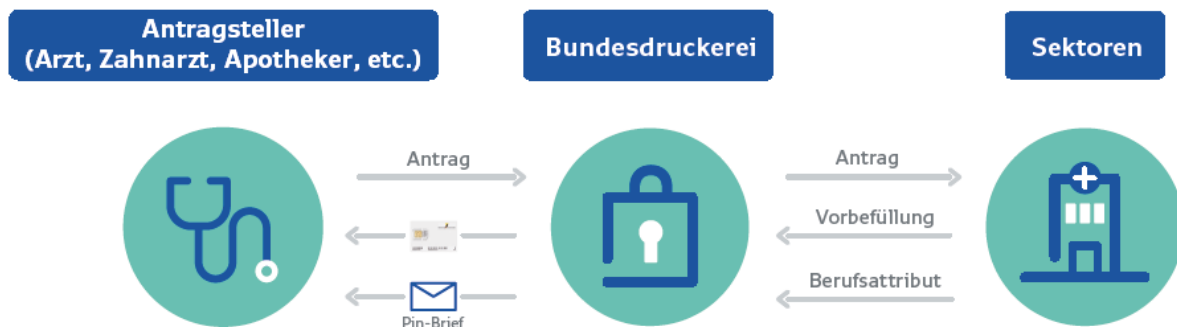 Antragsteller
(Arzt, Zahnarzt, Apotheker, etc.)
Bundesdruckerei
Sektoren
Antrag
Pin-Brief
Antrag
Vorbefüllung
Berufsattribut